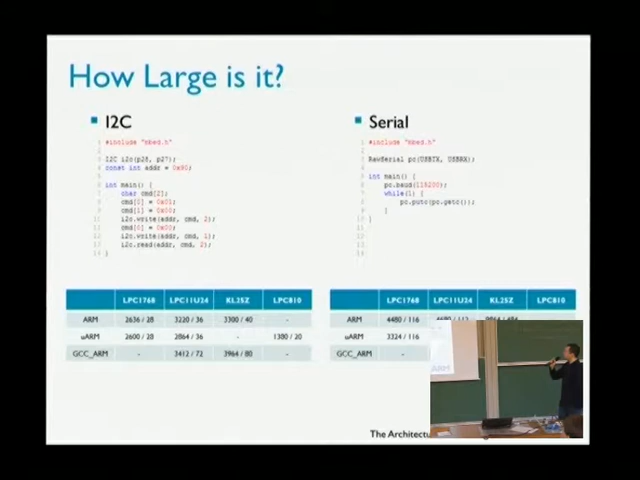 How Large is it?
I2C
#include "mbed.h"
I2C i2c(p28, p27);
const int addr = 0x90;
int main() {
char cmd[2];
cmd[0] = 0x01;
cmd[1] = 0x00;
i2c.write(addr, cmd, 2);
cmd[0] = 0x00;
i2c.write(addr, cmd, 1);
i2c.read(addr, cmd, 2);
}
LPC1768 LPC11U24 KL25Z LPC810
ARM 2636 / 28 3220 / 36 3300 / 40 -
uARM 2600 / 28 2864 / 36 - 1380 / 20
GCC_ARM - 3412 / 72 3964 / 80 -
Serial
#include "mbed.h"
RawSerial pc(USBTX, USBRX);
int main() {
pc.baud(115200);
while(1) {
pc.putc(pc.getc());
}
}
LPC1768 LPC11U24 KL25Z LPC810
ARM 4480 / 116
uARM 3324 / 116
GCC_ARM -
The Architectu